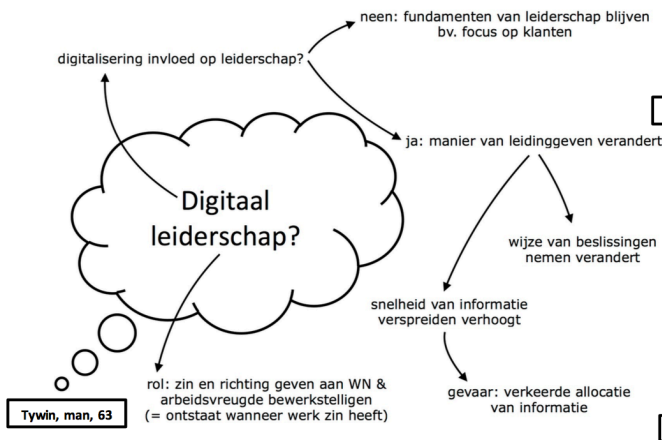 neen: fundamenten van leiderschap blijven
bv. focus op klanten
digitalisering invloed op leiderschap?
ja: manier van leidinggeven verandert
Digitaal
leiderschap?
wijze van beslissingen
nemen verandert
snelheid van informatie
verspreiden verhoogt
rol: zin en richting geven aan WN &
arbeidsvreugde bewerkstelligen
(= ontstaat wanneer werk zin heeft)
gevaar: verkeerde allocatie
van informatie
Tywin, man, 63